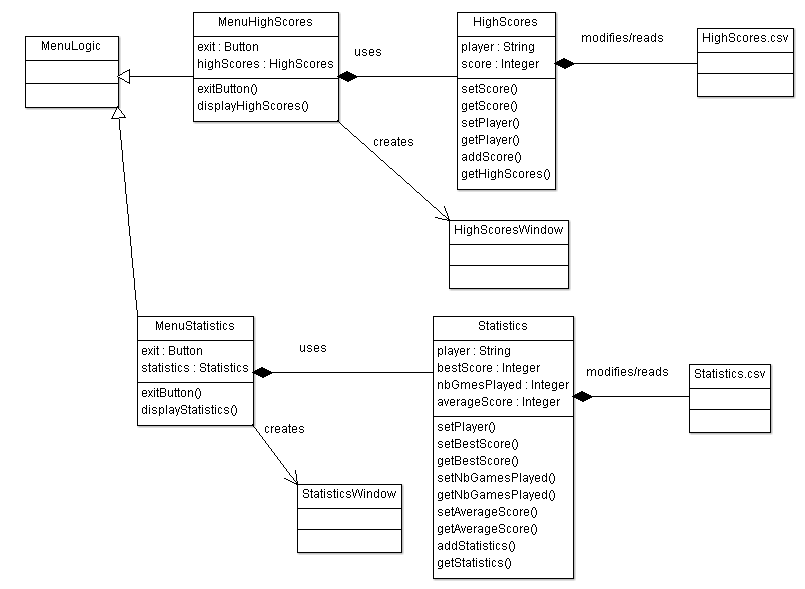 MenuLogic
MenuHighScores
exit : Button
highScores : HighScores
exitButton()
displayHighScores()
uses
HighScores
player : String
score : Integer
setScore()
getScore()
setPlayer()
getPlayer()
addScore()
getHighScores()
modifies/reads
HighScores.csv
creates
HighScoresWindow
MenuStatistics
exit : Button
statistics : Statistics
exitButton()
displayStatistics()
uses
Statistics
player : String
bestScore : Integer
nbGmesPlayed : Integer
averageScore : Integer
setPlayer()
setBestScore()
getBestScore()
setNbGamesPlayed()
getNbGamesPlayed()
setAverageScore()
getAverageScore()
addStatistics()
getStatistics()
modifies/reads
Statistics.csv
creates
StatisticsWindow